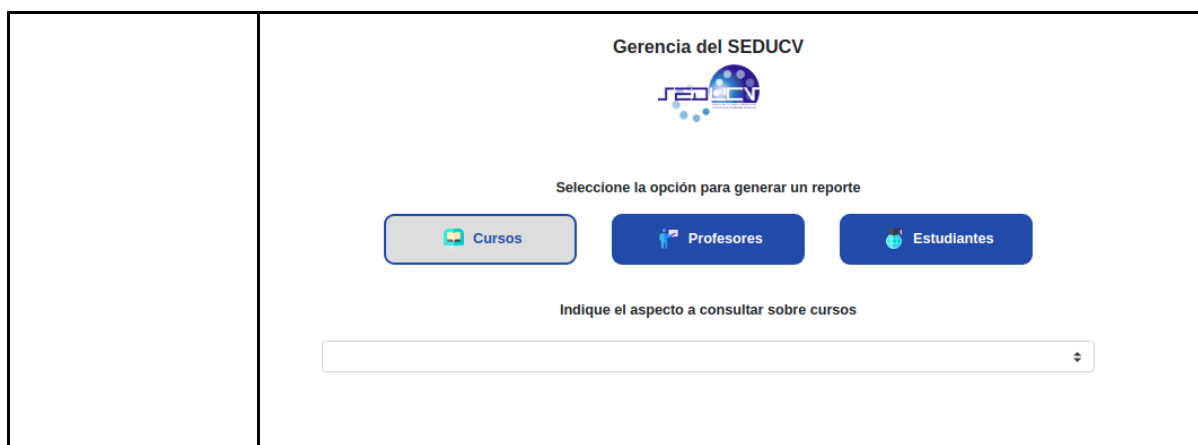 Gerencia del SEDUCV
SEDUCV
Seleccione la opción para generar un reporte
Cursos
Profesores
Estudiantes
Indique el aspecto a consultar sobre cursos